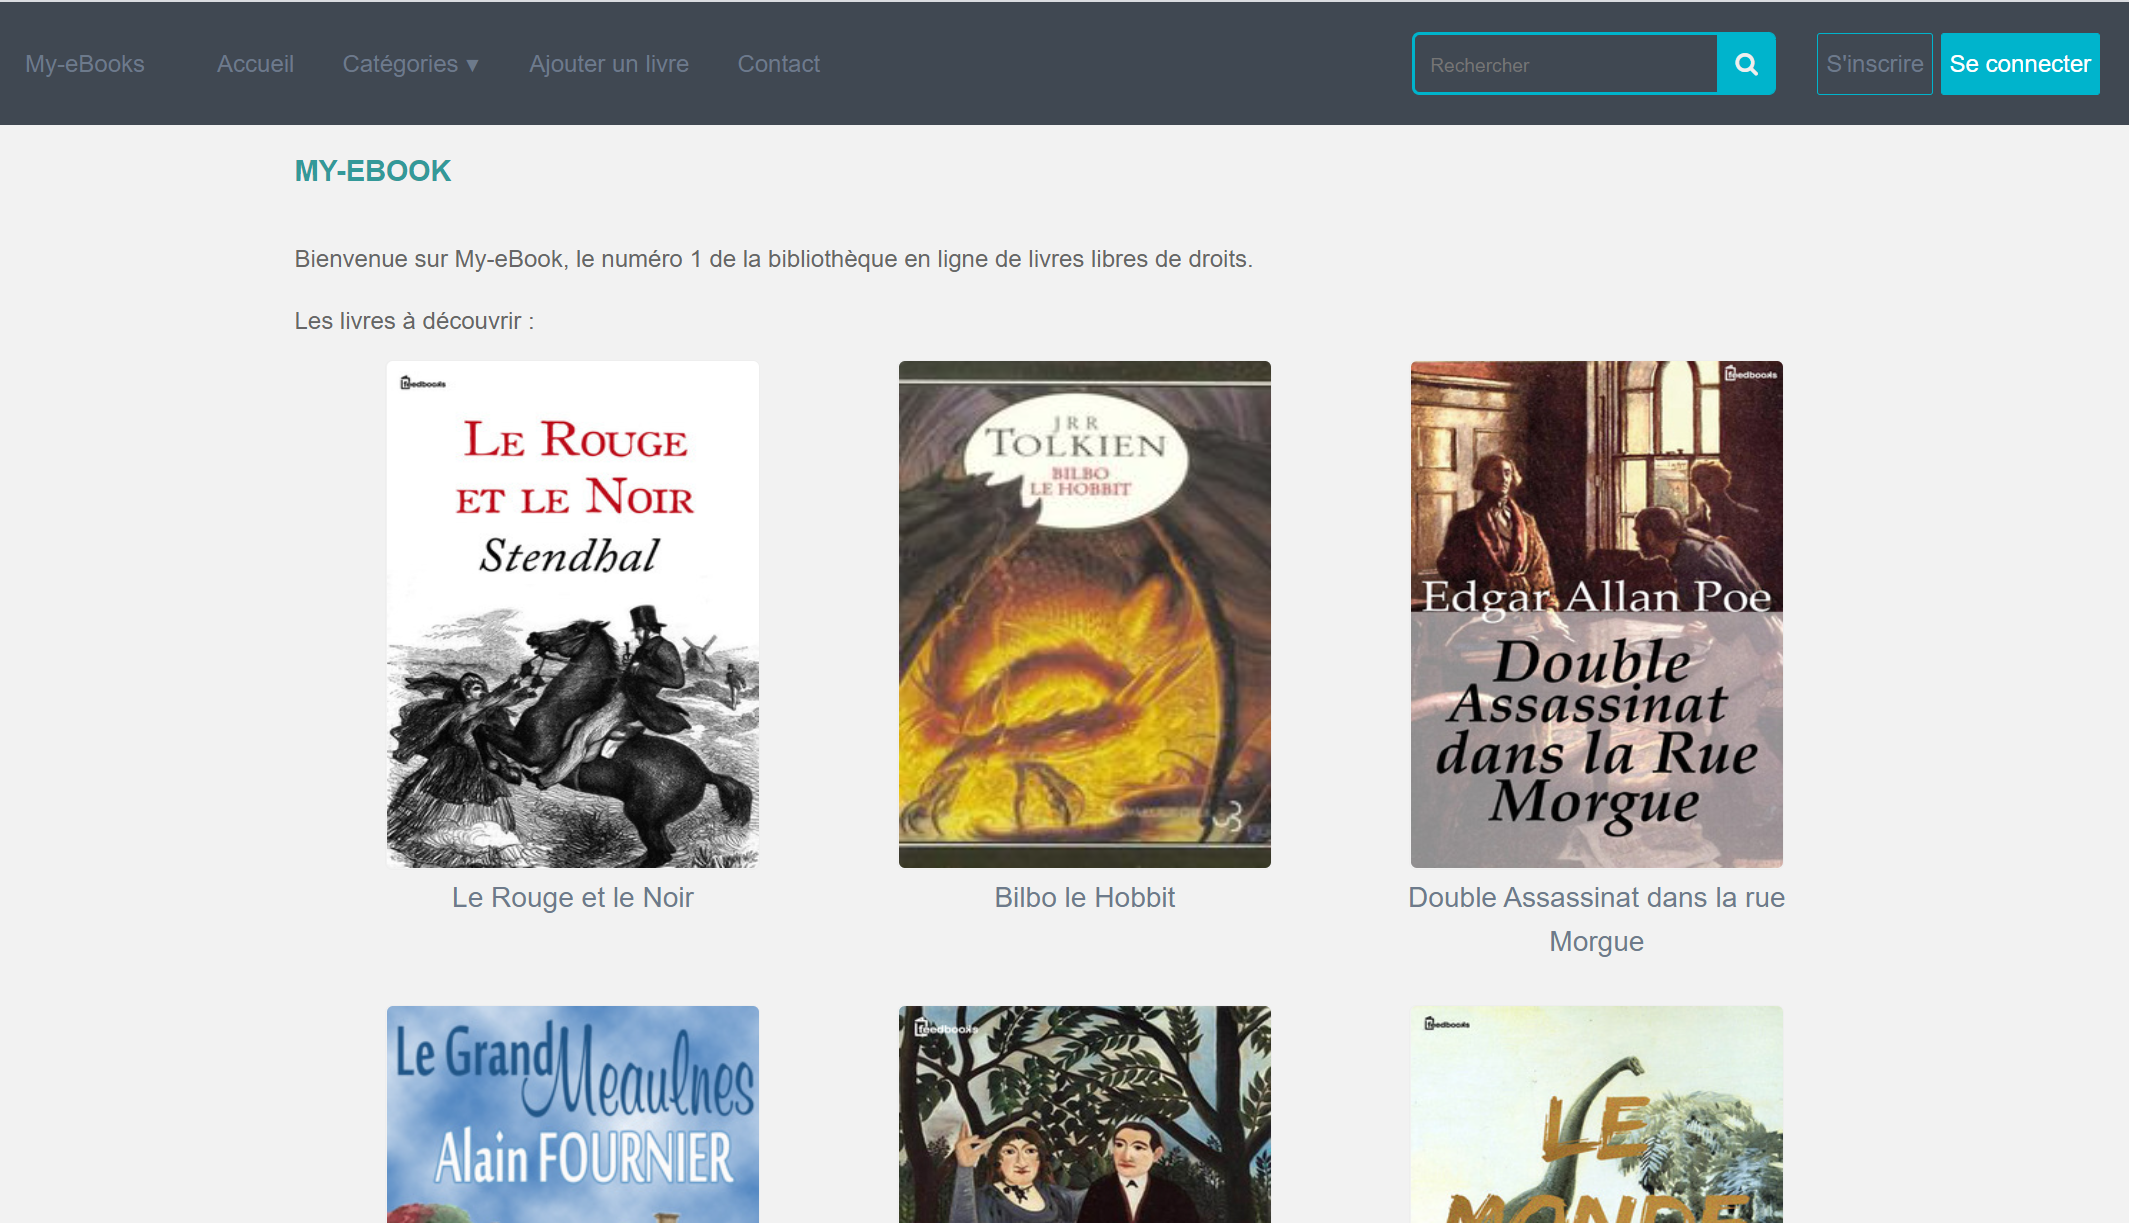 My-eBooks
Accueil
Catégories ▾
Ajouter un livre
Contact
Rechercher
S'inscrire
Se connecter
MY-EBOOK
Bienvenue sur My-eBook, le numéro 1 de la bibliothèque en ligne de livres libres de droits.
Les livres à découvrir :
feedbooks
LE ROUGE
ET LE NOIR
Stendhal
JRR
TOLKIEN
BILBO
LE HOBBIT
feedbooks
Edgar Allan Poe
Double
Assassinat
dans la Rue
Morgue
Le Rouge et le Noir
Bilbo le Hobbit
Double Assassinat dans la rue
Morgue
Le Grand Meaulnes
Alain FOURNIER
feedbooks
feedbooks
LE
MONDE